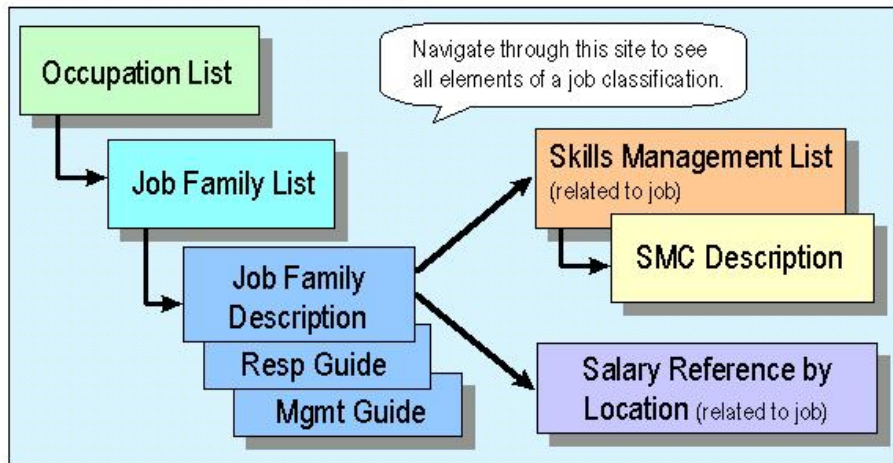 Occupation List
Navigate through this site to see
all elements of a job classification.
Job Family List
Skills Management List
(related to job)
SMC Description
Job Family
Description
Resp Guide
Mgmt Guide
Salary Reference by
Location (related to job)